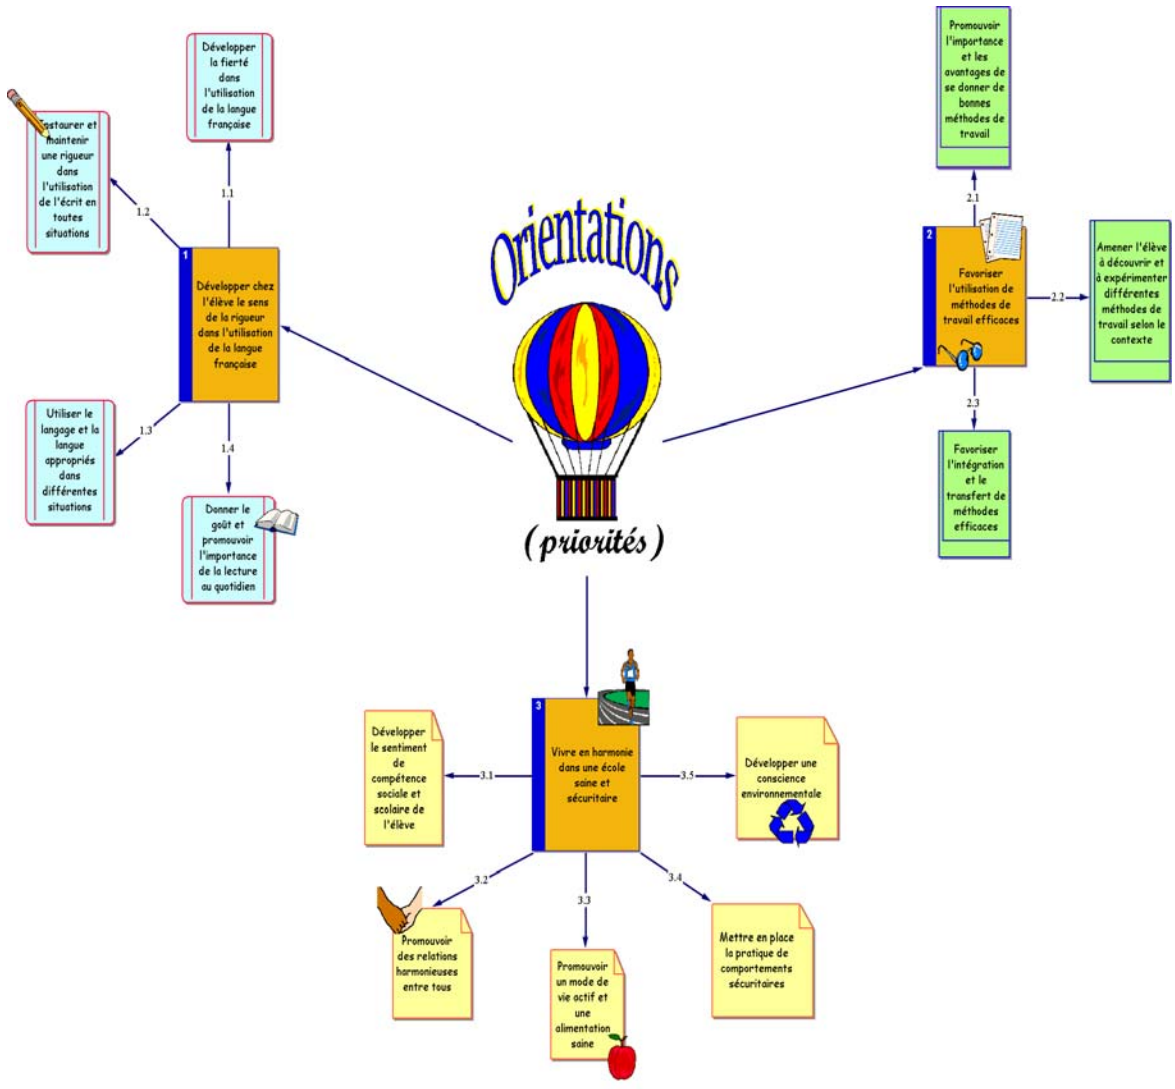 Orientations
(priorités)
1
Développer chez
l'élève le sens
de la rigueur
dans l'utilisation
de la langue
française
1.1
Développer
la fierté
dans
l'utilisation
de la langue
française
1.2
Instaurer et
maintenir
une rigueur
dans
l'utilisation
de l'écrit en
toutes
situations
1.3
Utiliser le
langage et la
langue
appropriés
dans
différentes
situations
1.4
Donner le
goût et
promouvoir
l'importance
de la lecture
au quotidien
2
Favoriser
l'utilisation de
méthodes de
travail efficaces
2.1
Promouvoir
l'importance
et les
avantages de
se donner de
bonnes
méthodes de
travail
2.2
Amener l'élève
à découvrir et
à expérimenter
différentes
méthodes de
travail selon le
contexte
2.3
Favoriser
l'intégration
et le
transfert de
méthodes
efficaces
3
Vivre en harmonie
dans une école
saine et
sécuritaire
3.1
Développer
le sentiment
de
compétence
sociale et
scolaire de
l'élève
3.2
Promouvoir
des relations
harmonieuses
entre tous
3.3
Promouvoir
un mode de
vie actif et
une
alimentation
saine
3.4
Mettre en place
la pratique de
comportements
sécuritaires
3.5
Développer une
conscience
environnementale